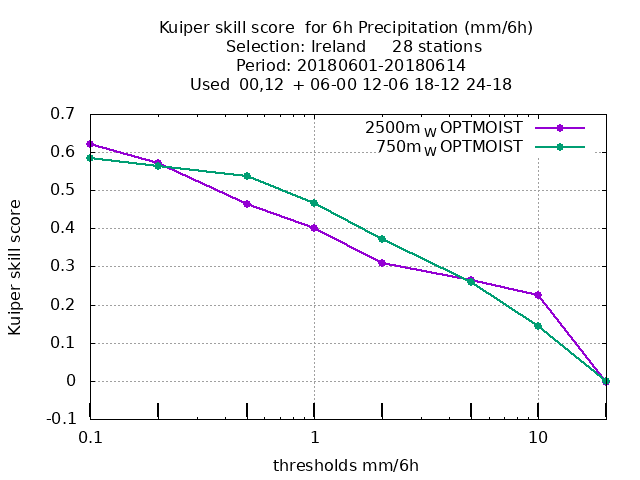 Kuiper skill score  for 6h Precipitation (mm/6h)
Selection: Ireland     28 stations
Period: 20180601-20180614
Used  00,12  + 06-00 12-06 18-12 24-18
2500m W OPTMOIST
750m W OPTMOIST
0.7
0.6
0.5
0.4
0.3
0.2
0.1
0
-0.1
Kuiper skill score
0.1 1 10
thresholds mm/6h